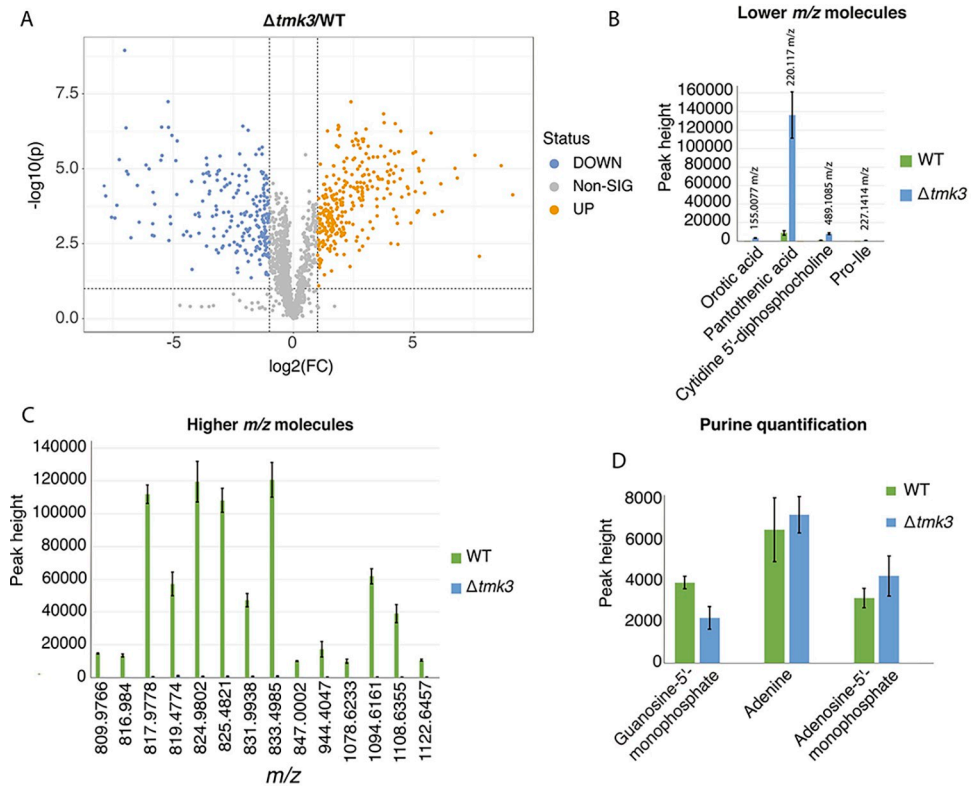 A
Δtmk3/WT
7.5
5.0
2.5
0.0
-log10(p)
-5
0
5
log2(FC)
Status
DOWN
Non-SIG
UP
B
Lower m/z molecules
220.117 m/z
160000
140000
120000
100000
80000
60000
40000
20000
0
Peak height
155.0077 m/z
489.1085 m/z
227.1414 m/z
WT
Δtmk3
Orotic acid
Pantothenic acid
Cytidine 5'-diphosphocholine
Pro-Ile
C
Higher m/z molecules
140000
120000
100000
80000
60000
40000
20000
0
Peak height
WT
Δtmk3
809.9766
816.984
817.9778
819.4774
824.9802
825.4821
831.9938
833.4985
847.0002
944.4047
1078.6233
1094.6161
1108.6355
1122.6457
m/z
Purine quantification
D
8000
6000
4000
2000
0
Peak height
WT
Δtmk3
Guanosine-5'-
monophosphate
Adenine
Adenosine-5'-
monophosphate